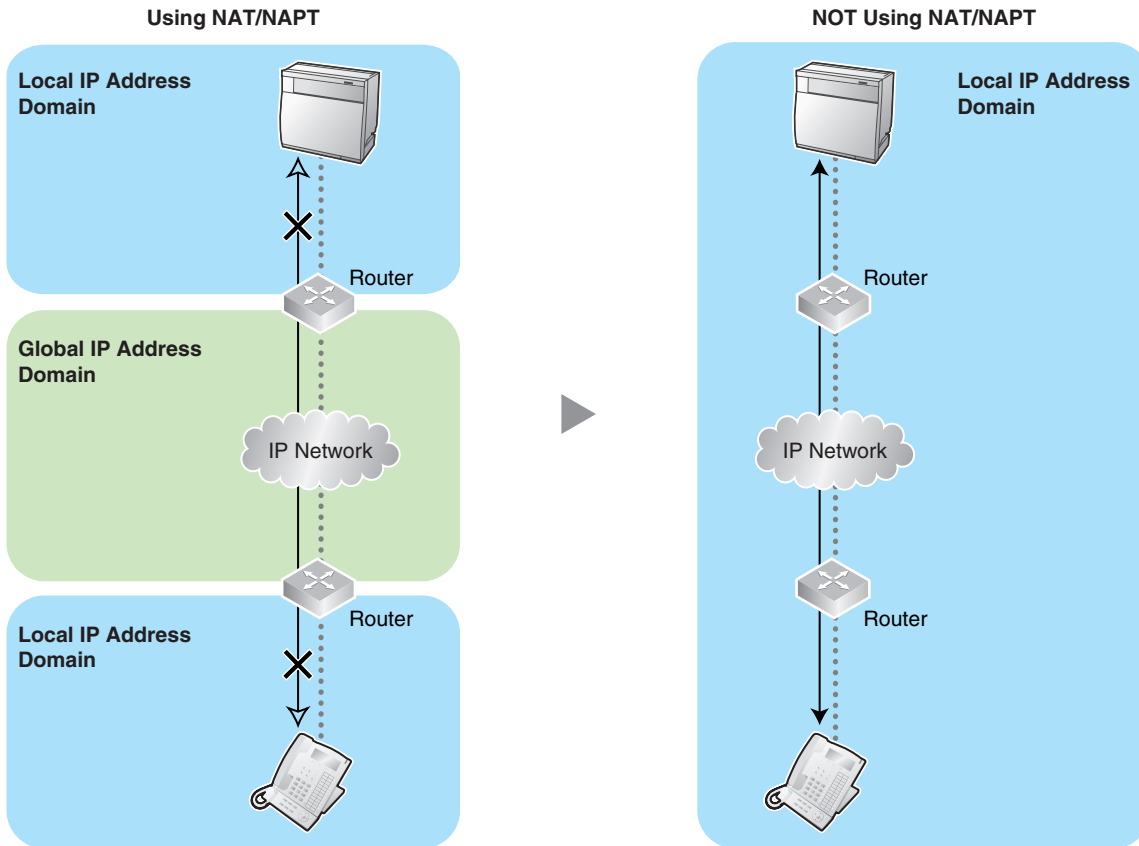 Using NAT/NAPT
Local IP Address
Domain
Router
Global IP Address
Domain
IP Network
Router
Local IP Address
Domain
NOT Using NAT/NAPT
Local IP Address
Domain
Router
IP Network
Router